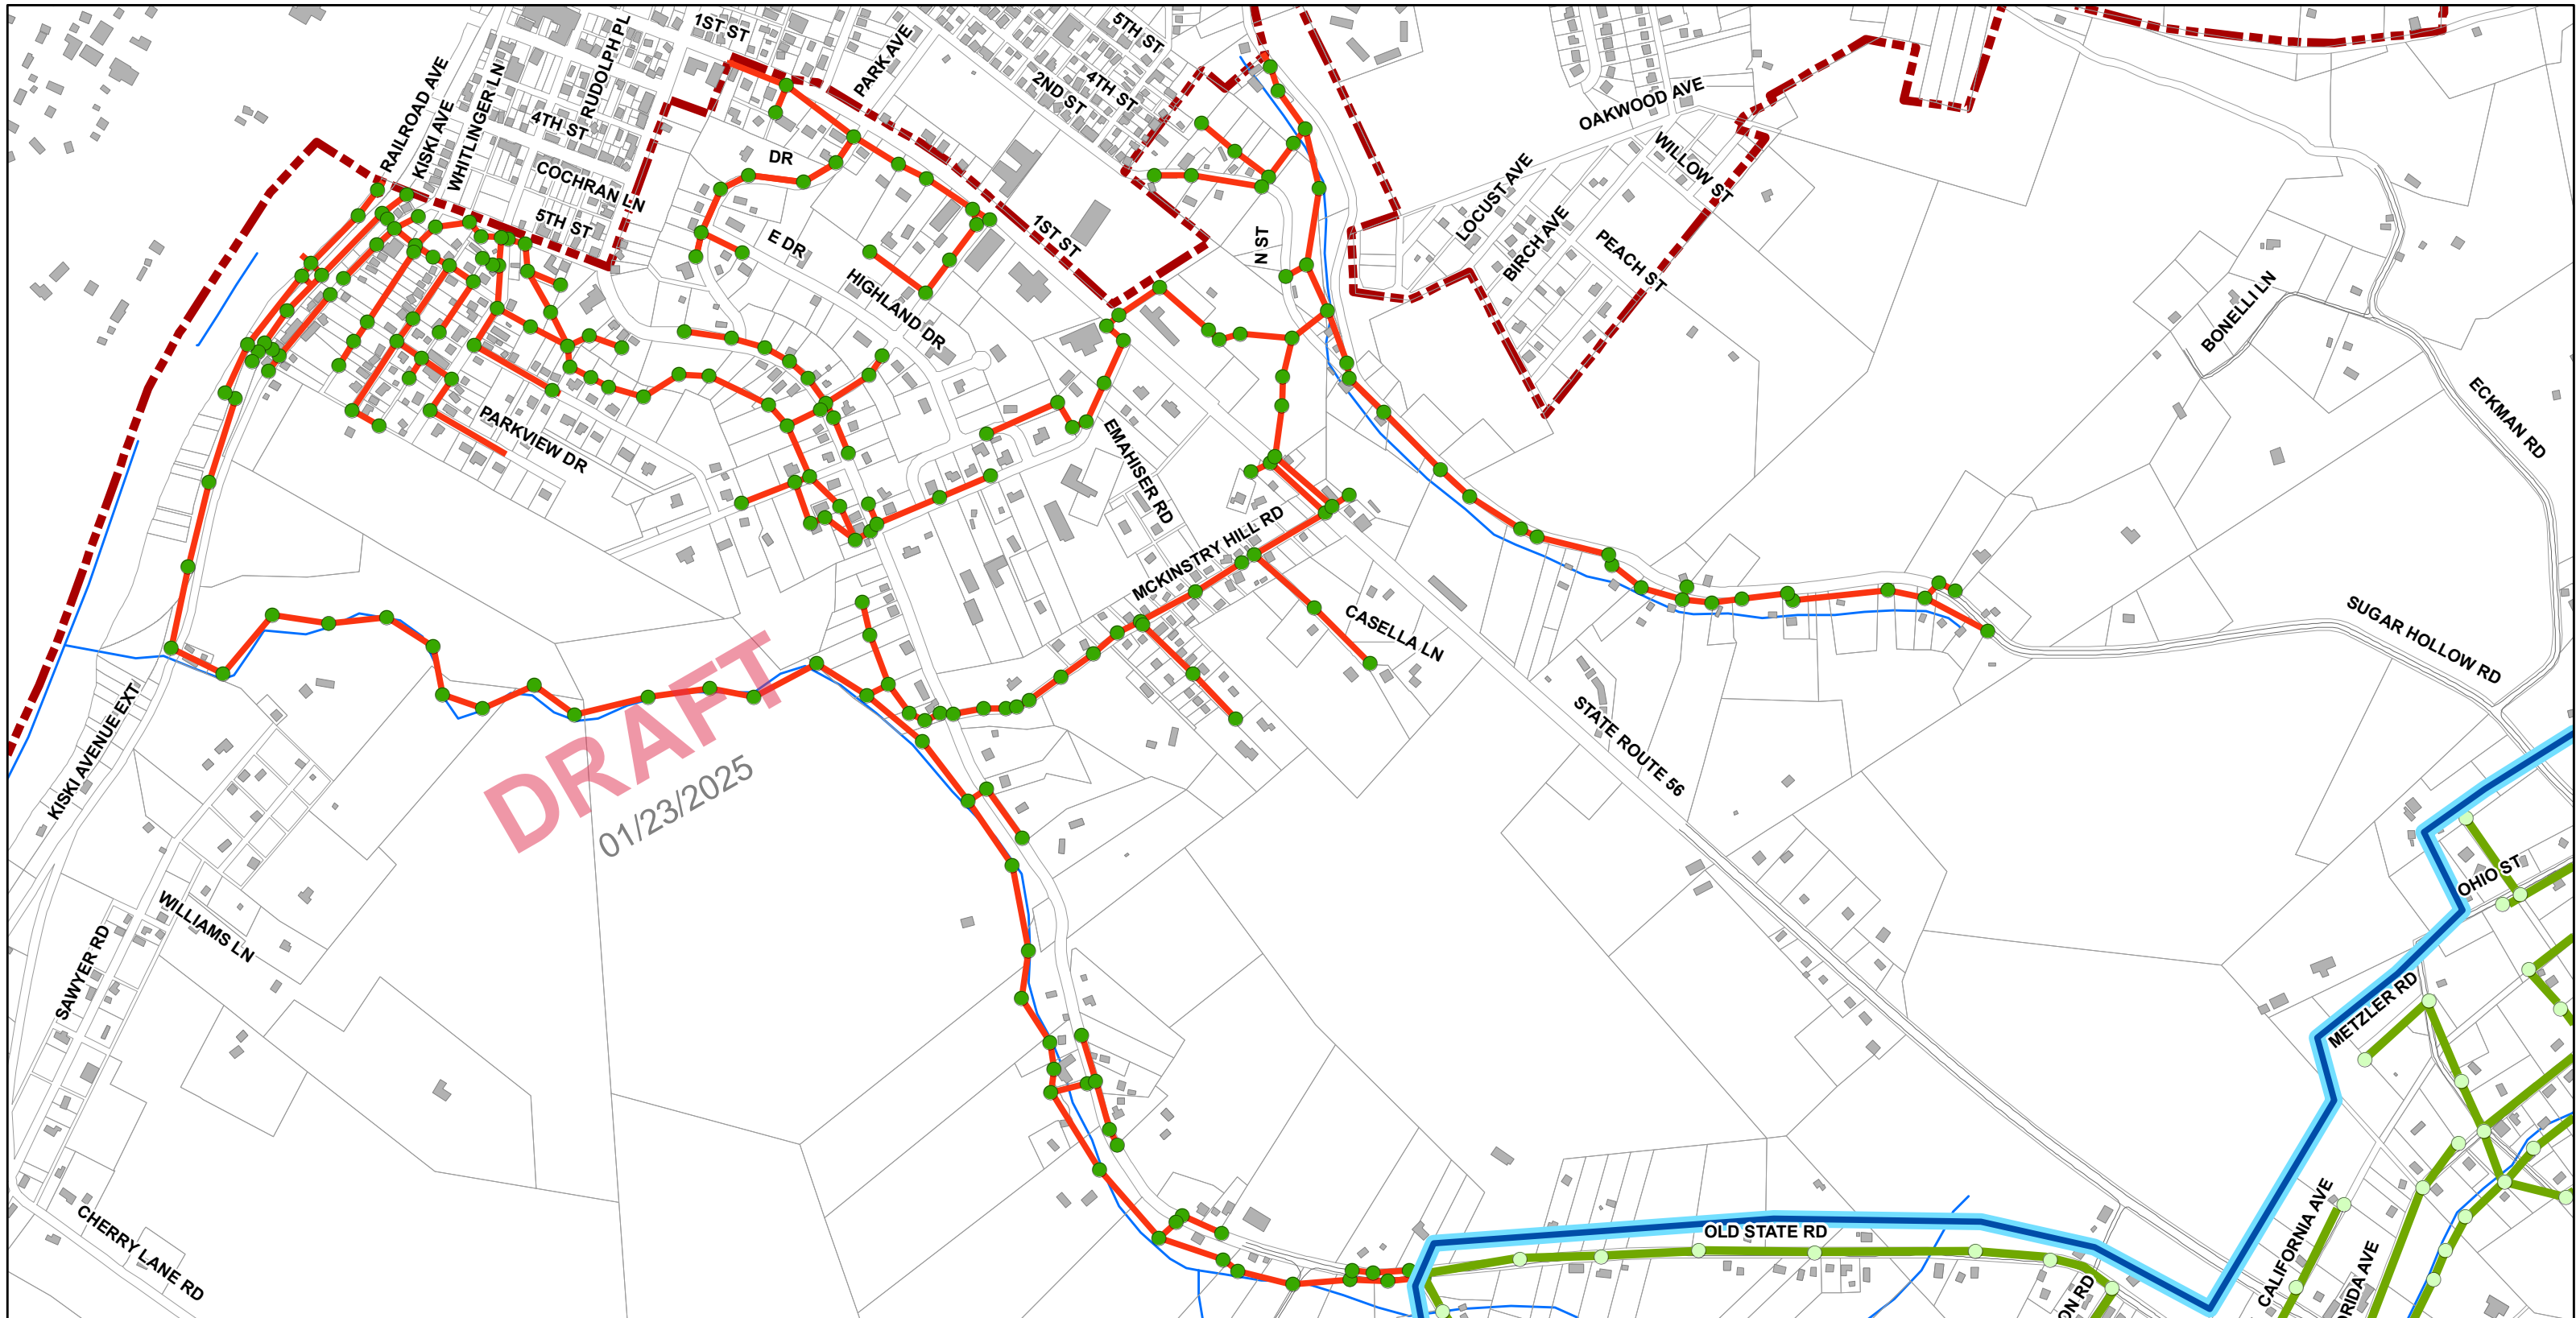 1ST ST
5TH ST
RUDOLPH PL
PARK AVE
RAILROAD AVE
KISKI AVE
WHITLINGER LN
2ND ST
4TH ST
OAKWOOD AVE
4TH ST
DR
COCHRAN LN
WILLOW ST
LOCUST AVE
5TH ST
E DR
1ST ST
N ST
BIRCH AVE
PEACH ST
HIGHLAND DR
BONELLI LN
ECKMAN RD
PARKVIEW DR
EMAHISER RD
MCKINSTRY HILL RD
CASELLA LN
SUGAR HOLLOW RD
KISKI AVENUE EXT
DRAFT
01/23/2025
STATE ROUTE 56
OHIO ST
WILLIAMS LN
SAWYER RD
METZLER RD
OLD STATE RD
CHERRY LANE RD
CALIFORNIA AVE
ORIDA AVE
ON RD